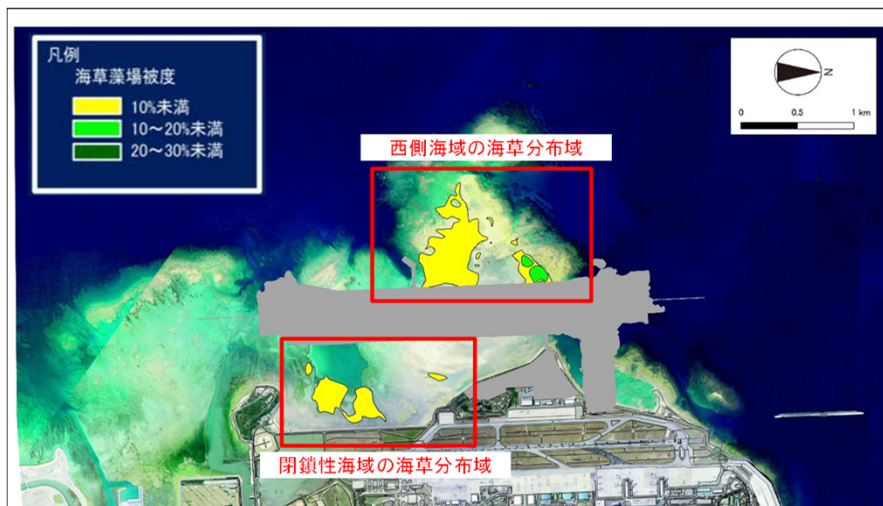 凡例
海草藻場被度
10%未満
10～20%未満
20～30%未満
N
0 0.5 1 km
西側海域の海草分布域
閉鎖性海域の海草分布域